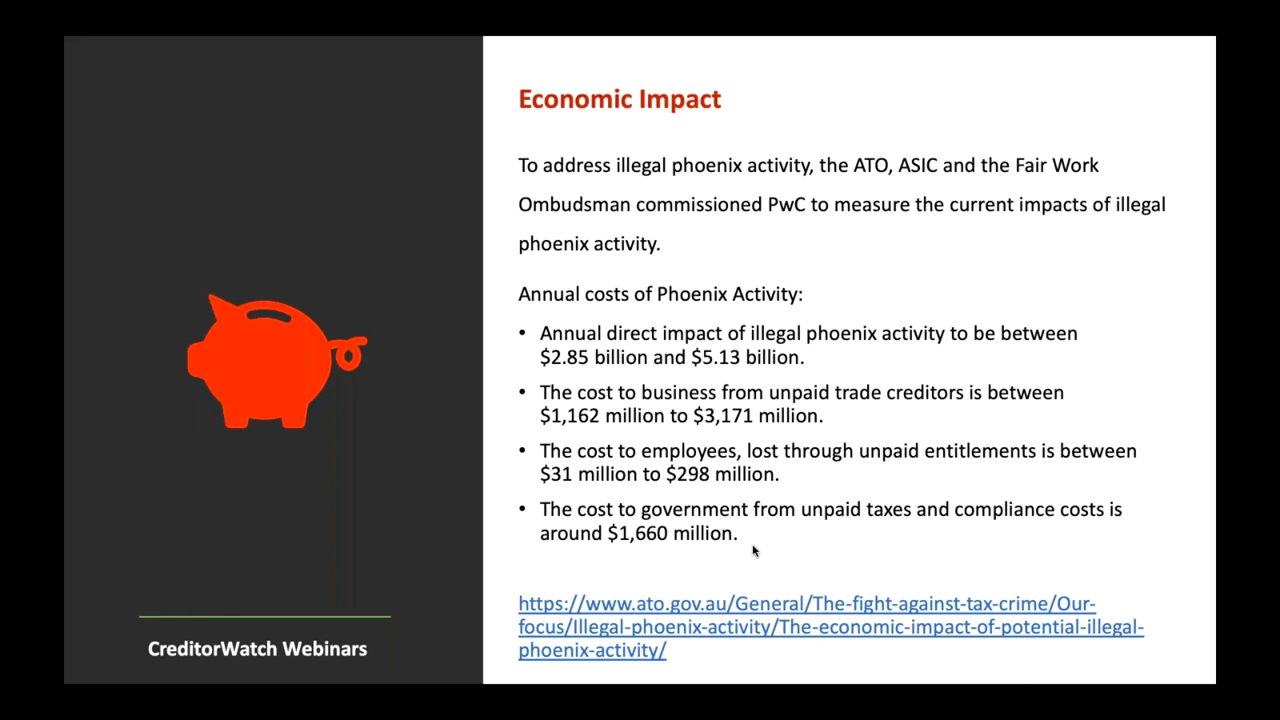 Economic Impact
To address illegal phoenix activity, the ATO, ASIC and the Fair Work
Ombudsman commissioned PwC to measure the current impacts of illegal
phoenix activity.
Annual costs of Phoenix Activity:
• Annual direct impact of illegal phoenix activity to be between
$2.85 billion and $5.13 billion.
• The cost to business from unpaid trade creditors is between
$1,162 million to $3,171 million.
• The cost to employees, lost through unpaid entitlements is between
$31 million to $298 million.
• The cost to government from unpaid taxes and compliance costs is
around $1,660 million.
https://www.ato.gov.au/General/The-fight-against-tax-crime/Our-
focus/Illegal-phoenix-activity/The-economic-impact-of-potential-illegal-
phoenix-activity/
CreditorWatch Webinars